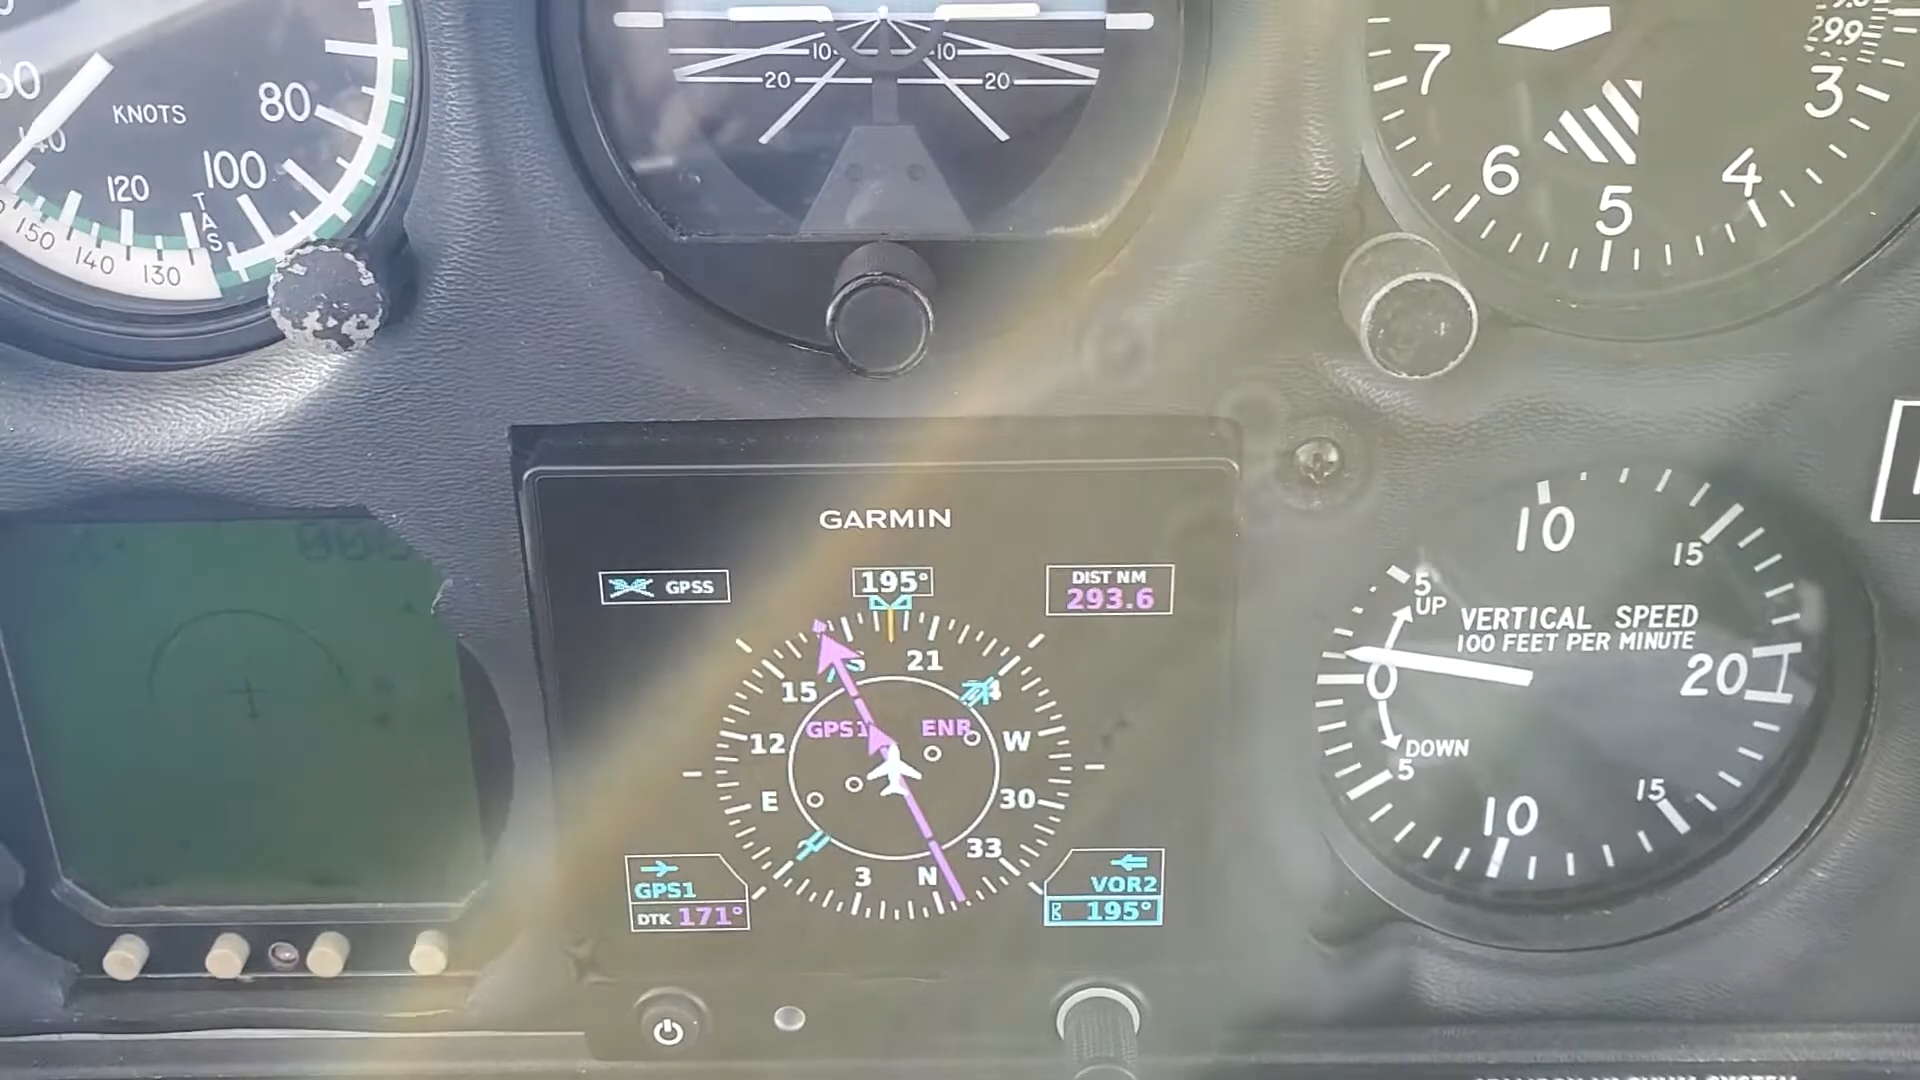 KNOTS
80
100
120
TAS
150
140
130
10
10
20
20
29.9
3
4
5
6
7
GARMIN
GPSS
195°
DIST NM
293.6
21
15
12
E
3
N
33
30
W
GPS1
ENR
GPS1
DTK 171°
VOR2
195°
10
15
5
UP
VERTICAL SPEED
100 FEET PER MINUTE
0
20
DOWN
5
10
15